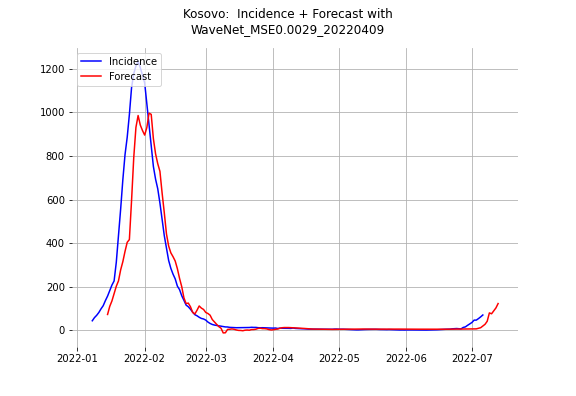 Kosovo:  Incidence + Forecast with
WaveNet_MSE0.0029_20220409
Incidence
Forecast
1200
1000
800
600
400
200
0
2022-01 2022-02 2022-03 2022-04 2022-05 2022-06 2022-07